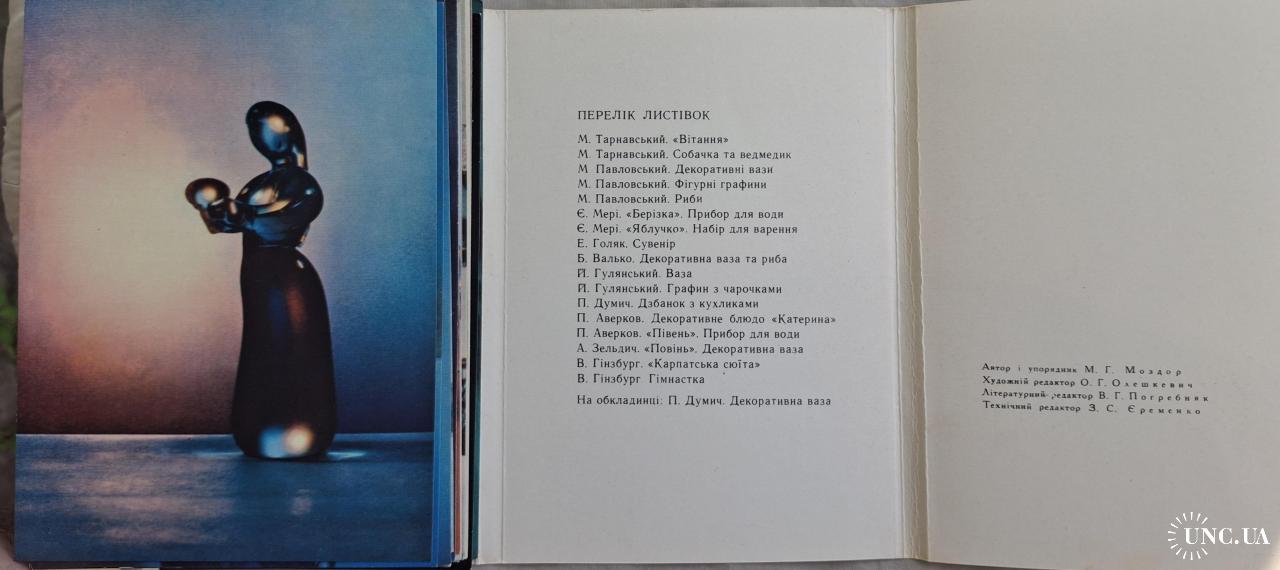 ПЕРЕЛІК ЛИСТІВОК
М. Тарнавський. «Вітання»
М. Тарнавський. Собачка та ведмедик
М. Павловський. Декоративні вази
М. Павловський. Фігурні графини
М. Павловський. Риби
Є. Мері. «Берізка». Прибор для води
Є. Мері. «Яблучко». Набір для варення
Е. Голяк. Сувенір
Б. Валько. Декоративна ваза та риба
Й. Гулянський. Ваза
Й. Гулянський. Графин з чарочками
П. Думич. Дзбанок з кухликами
П. Аверков. Декоративне блюдо «Катерина»
П. Аверков. «Півень». Прибор для води
А. Зельдич. «Повінь». Декоративна ваза
В. Гінзбург. «Карпатська сюїта»
В. Гінзбург Гімнастка
На обкладинці: П. Думич. Декоративна ваза
Автор і упорядник М. Г. Моздор
Художній редактор О. Г. Олешкевич
Літературний редактор В. Г. Погребняк
Технічний редактор З. С. Єременко
UNC.UA